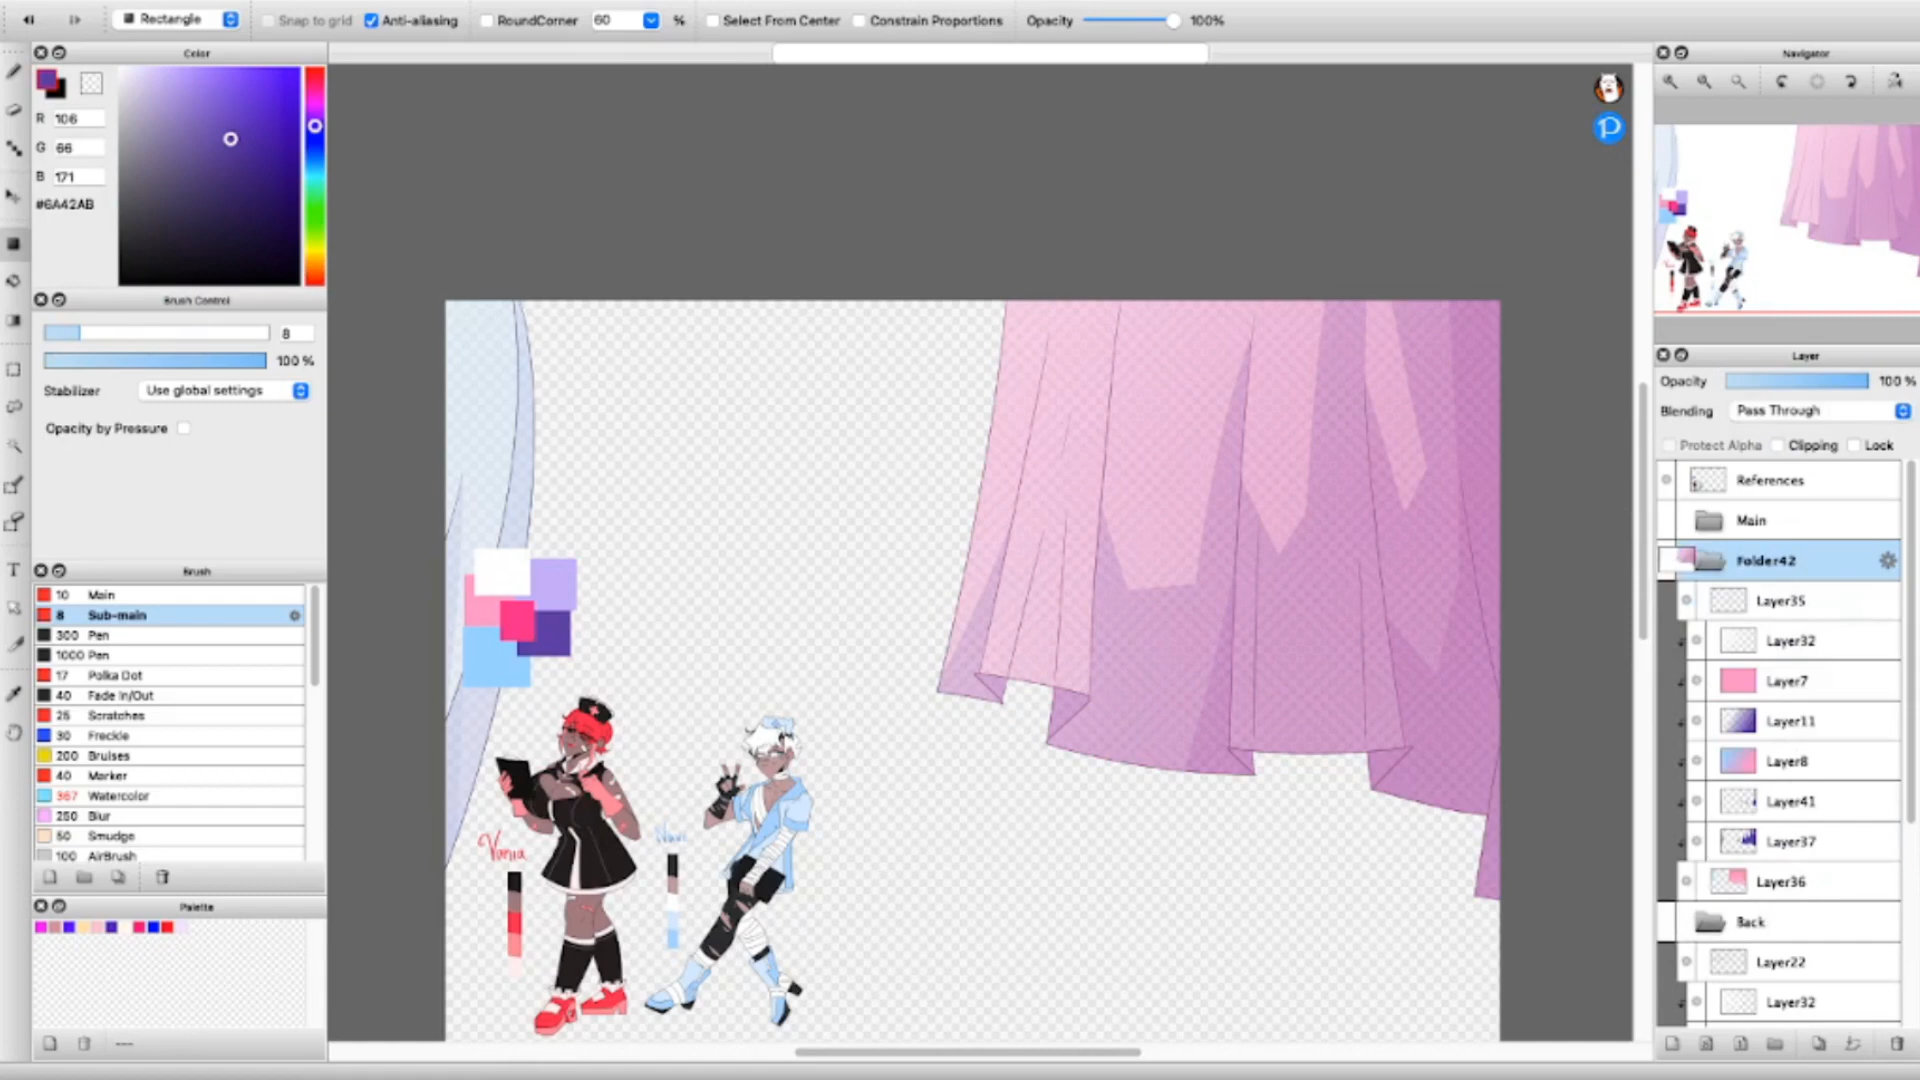 Rectangle Snap to grid Anti-aliasing RoundCorner 60 % Select From Center Constrain Proportions Opacity 100%
Color
R 106
G 66
B 171
#6A42AB
Brush Control
8
100 %
Stabilizer Use global settings
Opacity by Pressure
Brush
10 Main
8 Sub-main
300 Pen
1000 Pen
17 Polka Dot
40 Fade In/Out
25 Scratches
30 Freckle
200 Bruises
40 Marker
367 Watercolor
250 Blur
50 Smudge
100 AirBrush
Palette
Vania
Navigator
Layer
Opacity 100 %
Blending Pass Through
Protect Alpha Clipping Lock
References
Main
Folder42
Layer35
Layer32
Layer7
Layer11
Layer8
Layer41
Layer37
Layer36
Back
Layer22
Layer32